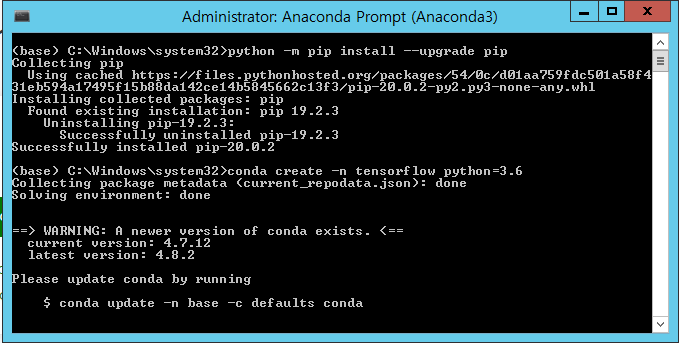 Administrator: Anaconda Prompt (Anaconda3)
(base) C:\Windows\system32>python -m pip install --upgrade pip
Collecting pip
  Using cached https://files.pythonhosted.org/packages/54/0c/d01aa759fdc501a58f4
31eb594a17495f15b88da142ce14b5845662c13f3/pip-20.0.2-py2.py3-none-any.whl
Installing collected packages: pip
  Found existing installation: pip 19.2.3
    Uninstalling pip-19.2.3:
      Successfully uninstalled pip-19.2.3
Successfully installed pip-20.0.2
(base) C:\Windows\system32>conda create -n tensorflow python=3.6
Collecting package metadata (current_repodata.json): done
Solving environment: done
==> WARNING: A newer version of conda exists. <==
  current version: 4.7.12
  latest version: 4.8.2
Please update conda by running
    $ conda update -n base -c defaults conda